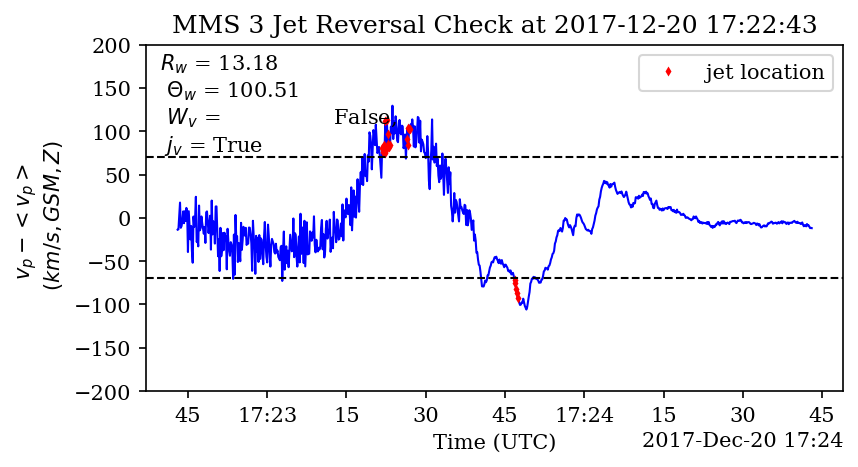 MMS 3 Jet Reversal Check at 2017-12-20 17:22:43
R_w = 13.18
Θ_w = 100.51
W_v = False,
j_v = True
jet location
v_p − < v_p >
(km/s, GSM, Z)
200
150
100
50
0
−50
−100
−150
−200
45 17:23 15 30 45 17:24 15 30 45
Time (UTC)
2017-Dec-20 17:24